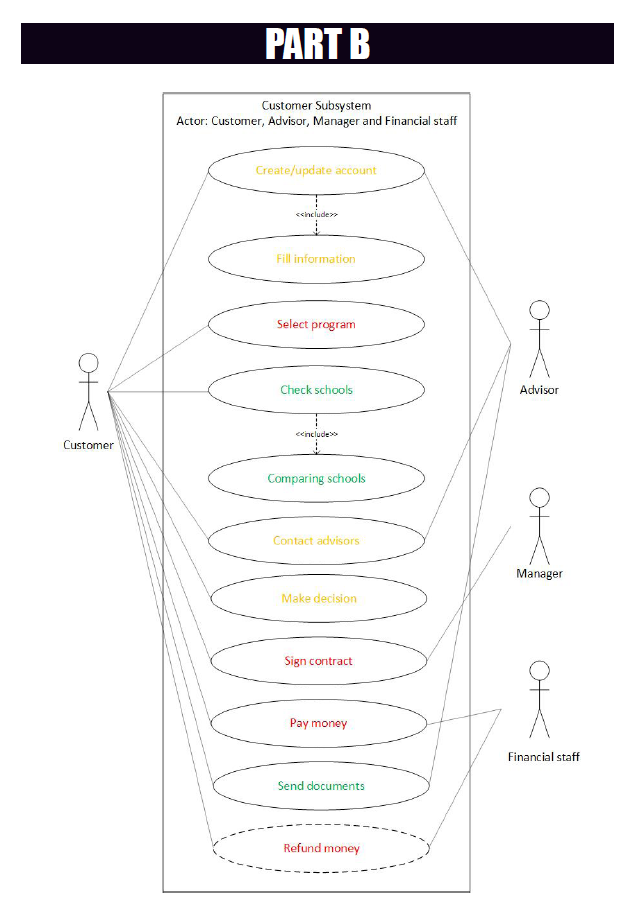 PART B
Customer Subsystem
Actor: Customer, Advisor, Manager and Financial staff
Create/update account
<<include>>
Fill information
Select program
Check schools
<<include>>
Comparing schools
Contact advisors
Make decision
Sign contract
Pay money
Send documents
Refund money
Customer
Advisor
Manager
Financial staff